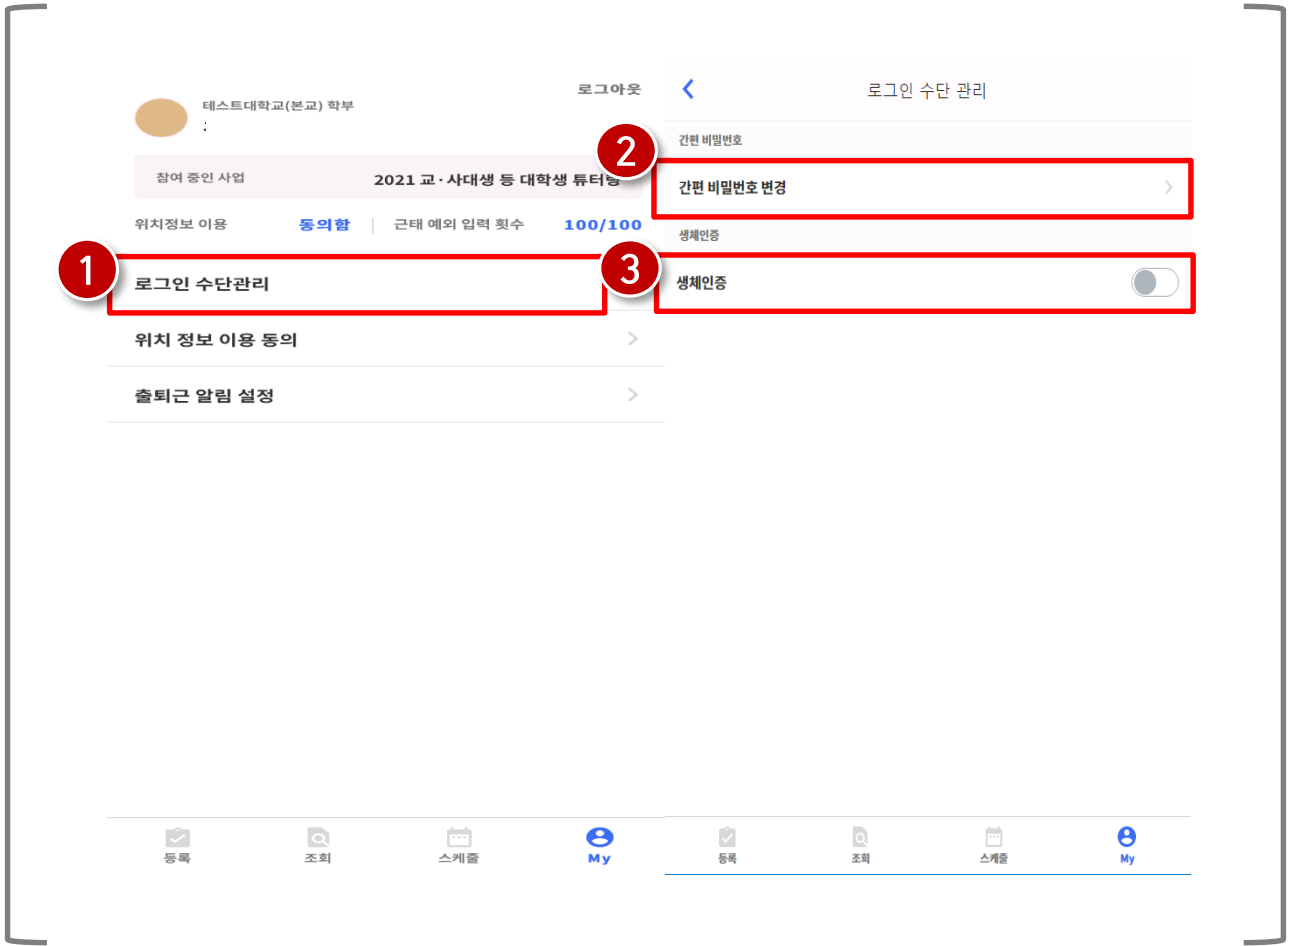 로그아웃
테스트대학교(본교) 학부
:
참여 중인 사업
2021 교·사대생 등 대학생 튜터링
위치정보 이용 동의함 근태 예외 입력 횟수 100/100
1
로그인 수단관리
위치 정보 이용 동의
출퇴근 알림 설정
등록 조회 스케줄 My
로그인 수단 관리
간편 비밀번호
2
간편 비밀번호 변경
생체인증
3
생체인증
등록 조회 스케줄 My